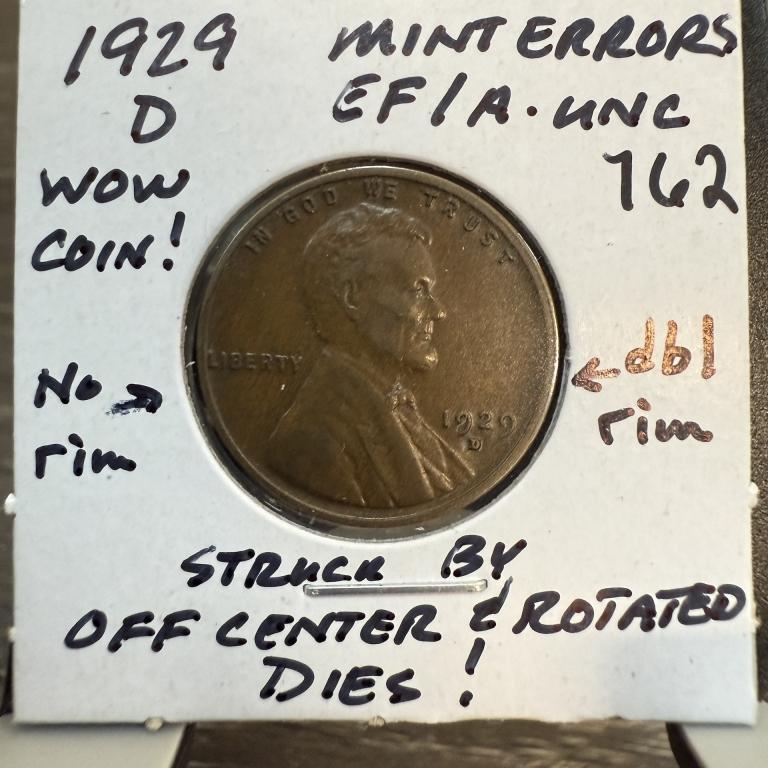 1929 MINT ERRORS
D EF/A.UNC
WOW 762
COIN!
IN GOD WE TRUST
LIBERTY
1929
D
No rim
dbl rim
STRUCK BY
OFF CENTER & ROTATED
DIES!